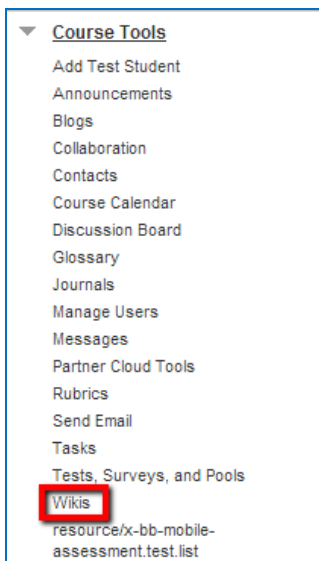 Course Tools
Add Test Student
Announcements
Blogs
Collaboration
Contacts
Course Calendar
Discussion Board
Glossary
Journals
Manage Users
Messages
Partner Cloud Tools
Rubrics
Send Email
Tasks
Tests, Surveys, and Pools
Wikis
resource/x-bb-mobile-
assessment.test.list